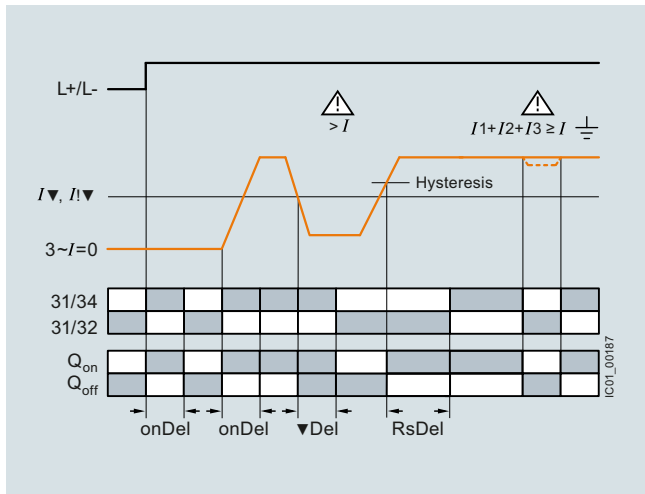 L+/L-
> I
I1+I2+I3 ≥ I
Hysteresis
I▼, I!▼
3~I=0
31/34
31/32
Qon
Qoff
IC01_00187
onDel onDel ▼Del RsDel